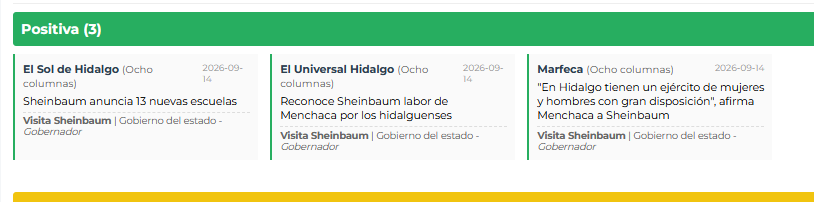 Positiva (3)
El Sol de Hidalgo (Ocho columnas) 2026-09-14
Sheinbaum anuncia 13 nuevas escuelas
Visita Sheinbaum | Gobierno del estado -
Gobernador
El Universal Hidalgo (Ocho columnas) 2026-09-14
Reconoce Sheinbaum labor de
Menchaca por los hidalguenses
Visita Sheinbaum | Gobierno del estado -
Gobernador
Marfeca (Ocho columnas) 2026-09-14
"En Hidalgo tienen un ejército de mujeres
y hombres con gran disposición", afirma
Menchaca a Sheinbaum
Visita Sheinbaum | Gobierno del estado -
Gobernador